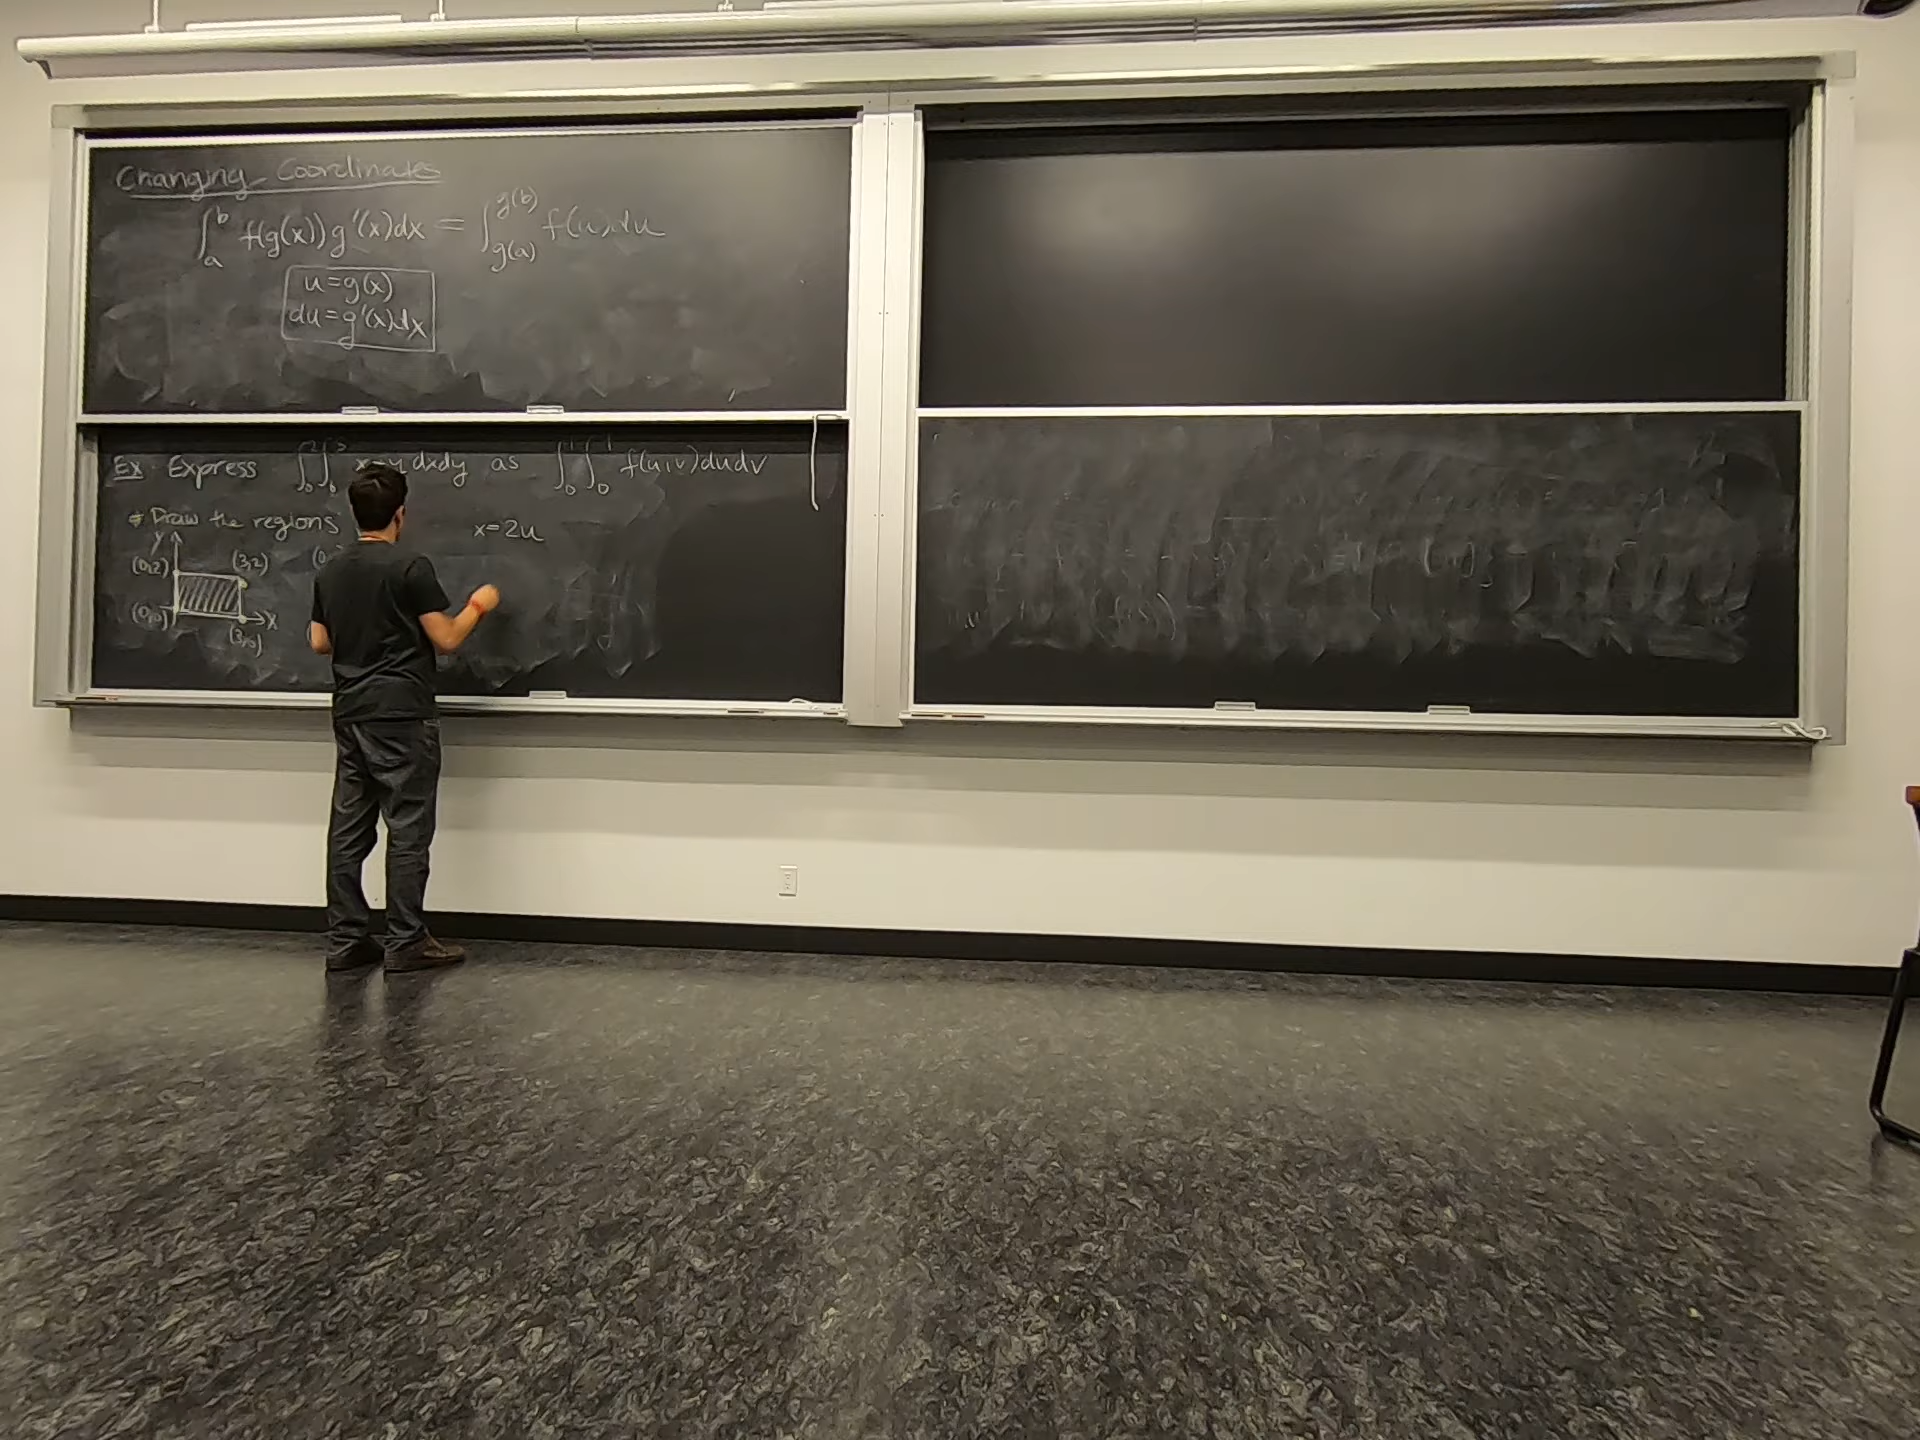 Changing Coordinates
∫_a^b f(g(x)) g'(x)dx = ∫_{g(a)}^{g(b)} f(u)du
u=g(x)
du=g'(x)dx
Ex. Express ∫_0^2 ∫_0^3 x y dxdy as ∫_0^1 ∫_0^1 f(u,v)dudv
* Draw the regions
x=2u
y
(0,2) (3,2) (0,
(0,0) x
(3,0)